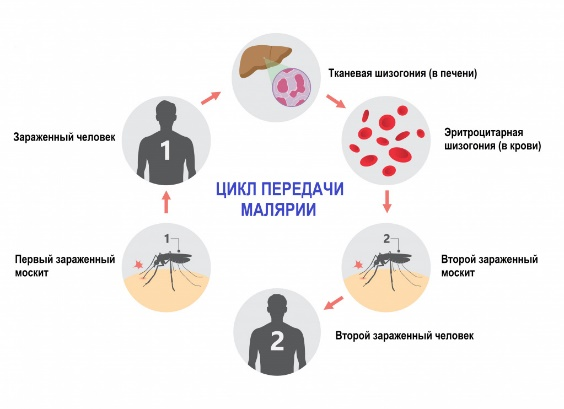 Тканевая шизогония (в печени)
Зараженный человек
1
Эритроцитарная
шизогония (в крови)
ЦИКЛ ПЕРЕДАЧИ
МАЛЯРИИ
Первый зараженный
москит
1
2
Второй зараженный
москит
2
Второй зараженный человек